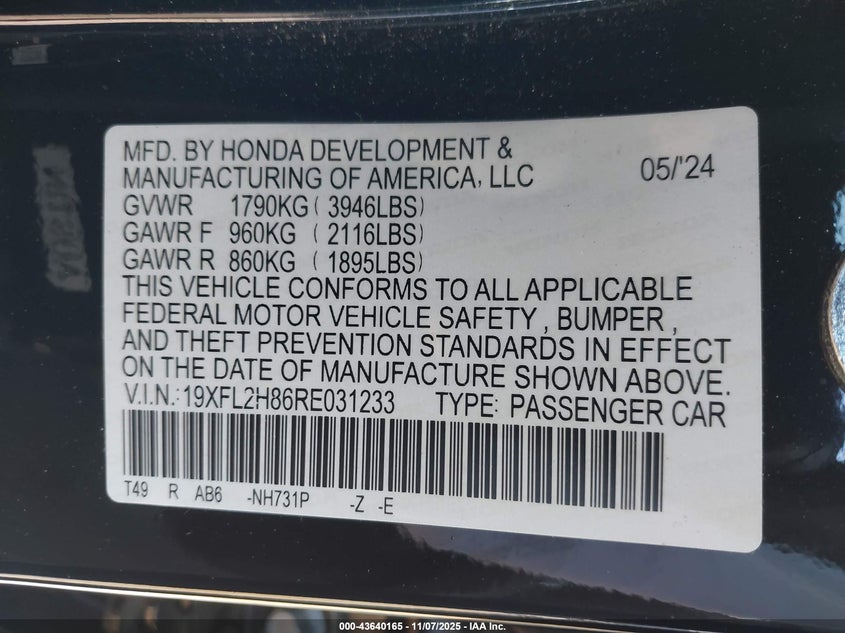 MFD. BY HONDA DEVELOPMENT &
MANUFACTURING OF AMERICA, LLC 05/'24
GVWR 1790KG ( 3946LBS)
GAWR F 960KG ( 2116LBS)
GAWR R 860KG ( 1895LBS)
THIS VEHICLE CONFORMS TO ALL APPLICABLE
FEDERAL MOTOR VEHICLE SAFETY , BUMPER ,
AND THEFT PREVENTION STANDARDS IN EFFECT
ON THE DATE OF MANUFACTURE SHOWN ABOVE.
V.I.N.: 19XFL2H86RE031233 TYPE: PASSENGER CAR
T49 R AB6 -NH731P -Z -E
000-43640165 - 11/07/2025 - IAA Inc.